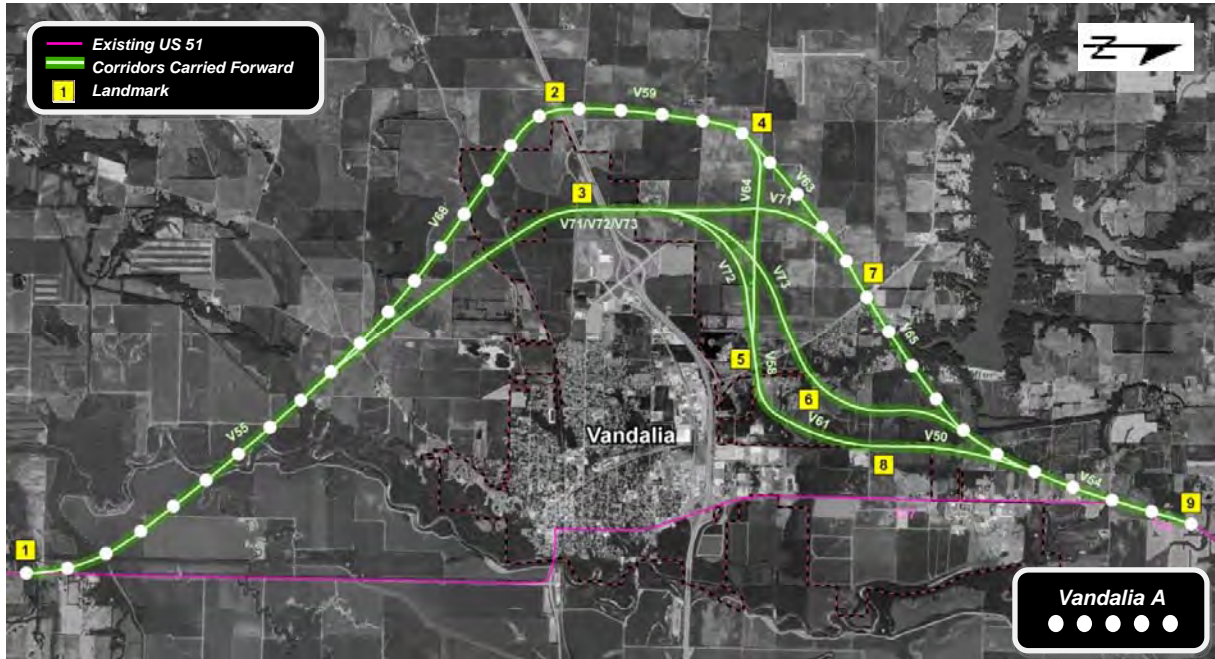 Existing US 51
Corridors Carried Forward
1 Landmark
Z
2
V59
4
V63
V64
V68
3
V71
V71/V72/V73
V72
V73
7
V65
5
V58
6
V55
Vandalia
V61
V50
8
V54
9
1
Vandalia A